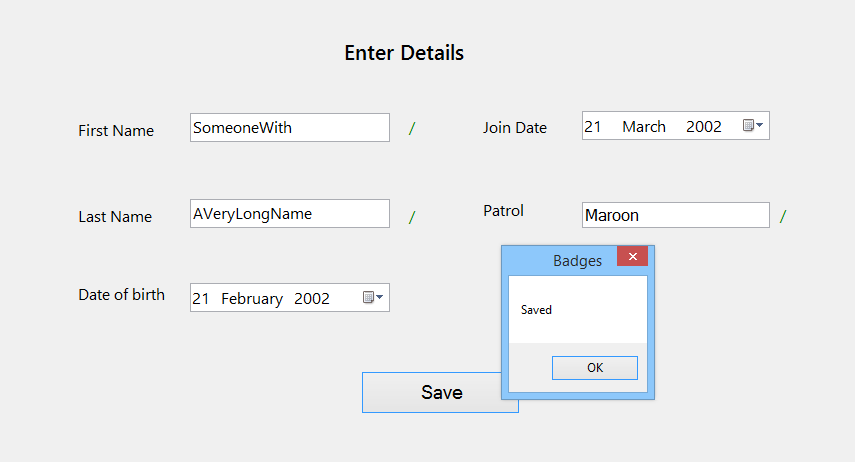 Enter Details
First Name SomeoneWith / Join Date 21 March 2002
Last Name AVeryLongName / Patrol Maroon /
Badges
Date of birth 21 February 2002
Saved
OK
Save